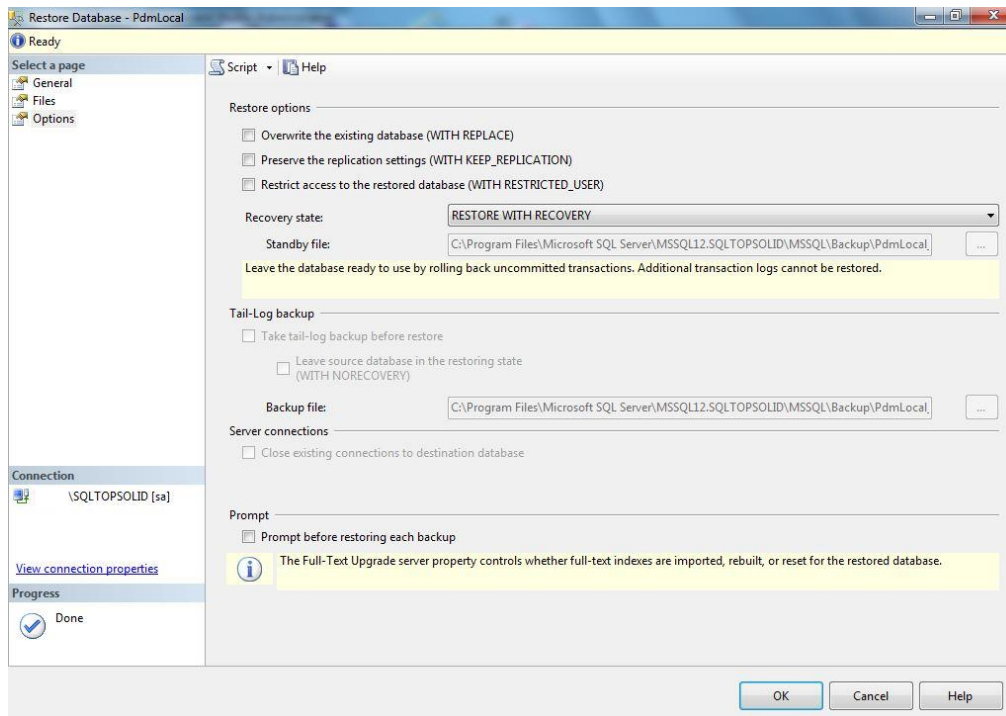 Restore Database - PdmLocal
Ready
Select a page
General
Files
Options
Script
Help
Restore options
Overwrite the existing database (WITH REPLACE)
Preserve the replication settings (WITH KEEP_REPLICATION)
Restrict access to the restored database (WITH RESTRICTED_USER)
Recovery state:
RESTORE WITH RECOVERY
Standby file:
C:\Program Files\Microsoft SQL Server\MSSQL12.SQLTOPSOLID\MSSQL\Backup\PdmLocal_
...
Leave the database ready to use by rolling back uncommitted transactions. Additional transaction logs cannot be restored.
Tail-Log backup
Take tail-log backup before restore
Leave source database in the restoring state
(WITH NORECOVERY)
Backup file:
C:\Program Files\Microsoft SQL Server\MSSQL12.SQLTOPSOLID\MSSQL\Backup\PdmLocal_
...
Server connections
Close existing connections to destination database
Connection
\SQLTOPSOLID [sa]
View connection properties
Progress
Done
Prompt
Prompt before restoring each backup
The Full-Text Upgrade server property controls whether full-text indexes are imported, rebuilt, or reset for the restored database.
OK
Cancel
Help